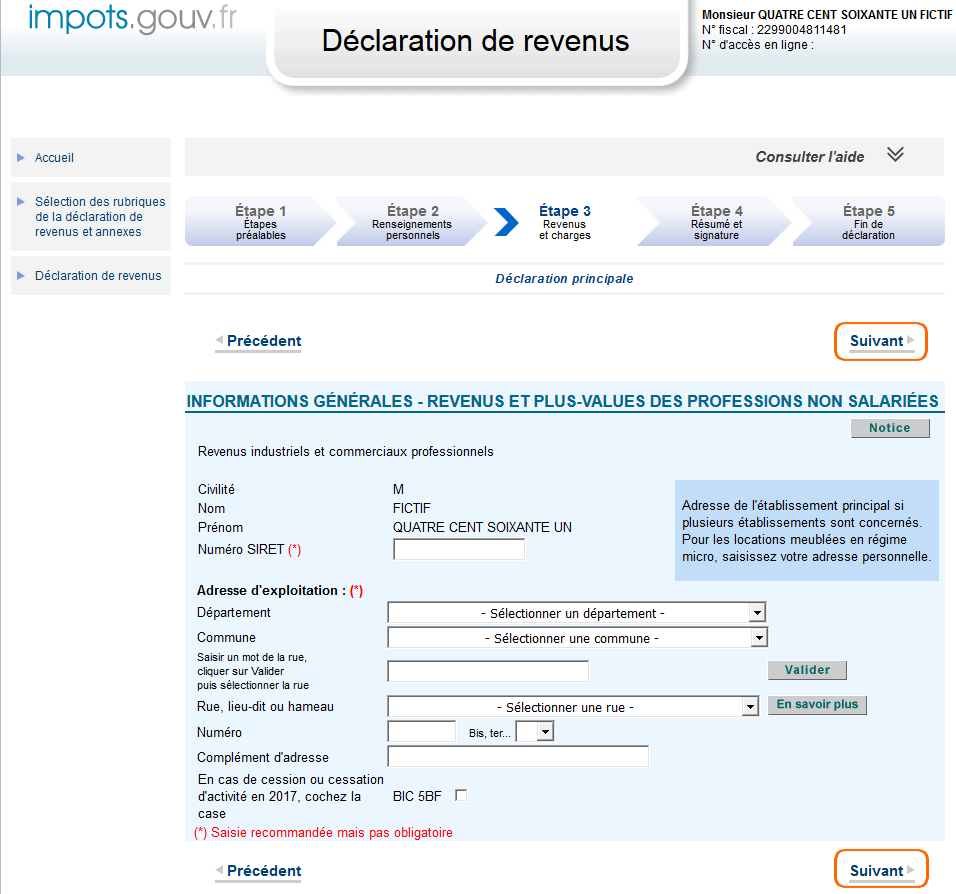 impots.gouv.fr
Déclaration de revenus
Monsieur QUATRE CENT SOIXANTE UN FICTIF
N° fiscal : 2299004811481
N° d'accès en ligne :
Accueil
Sélection des rubriques
de la déclaration de
revenus et annexes
Déclaration de revenus
Consulter l'aide
Étape 1
Étapes
préalables
Étape 2
Renseignements
personnels
Étape 3
Revenus
et charges
Étape 4
Résumé et
signature
Étape 5
Fin de
déclaration
Déclaration principale
Précédent
Suivant
INFORMATIONS GÉNÉRALES - REVENUS ET PLUS-VALUES DES PROFESSIONS NON SALARIÉES
Notice
Revenus industriels et commerciaux professionnels
Civilité M
Nom FICTIF
Prénom QUATRE CENT SOIXANTE UN
Numéro SIRET (*)
Adresse de l'établissement principal si
plusieurs établissements sont concernés.
Pour les locations meublées en régime
micro, saisissez votre adresse personnelle.
Adresse d'exploitation : (*)
Département - Sélectionner un département -
Commune - Sélectionner une commune -
Saisir un mot de la rue,
cliquer sur Valider
puis sélectionner la rue
Valider
Rue, lieu-dit ou hameau - Sélectionner une rue - En savoir plus
Numéro Bis, ter...
Complément d'adresse
En cas de cession ou cessation
d'activité en 2017, cochez la
case
BIC 5BF
(*) Saisie recommandée mais pas obligatoire
Précédent
Suivant